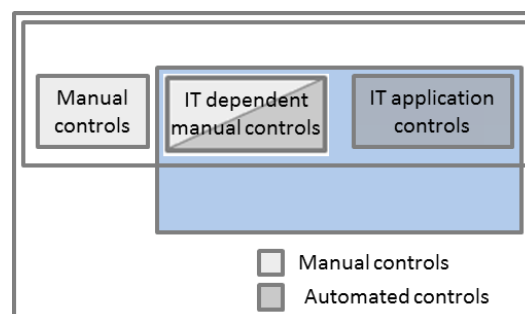 Manual
controls
IT dependent
manual controls
IT application
controls
Manual controls
Automated controls